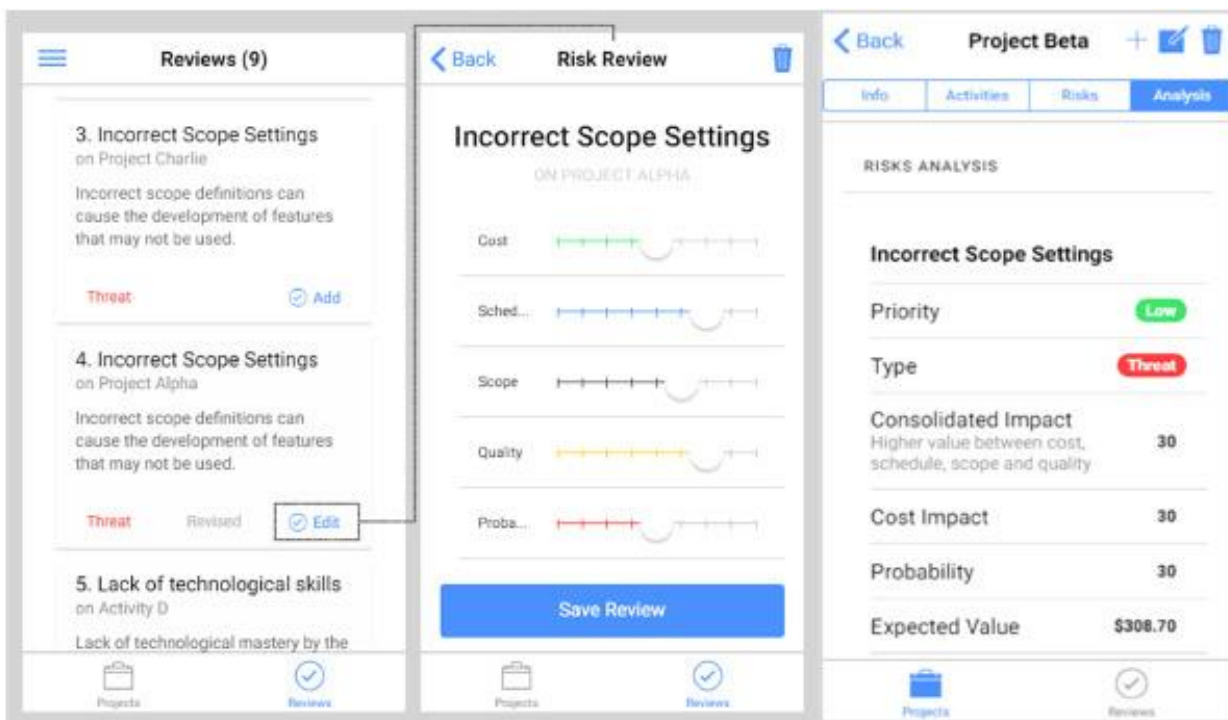 Reviews (9)
3. Incorrect Scope Settings
on Project Charlie
Incorrect scope definitions can
cause the development of features
that may not be used.
Threat Add
4. Incorrect Scope Settings
on Project Alpha
Incorrect scope definitions can
cause the development of features
that may not be used.
Threat Revised Edit
5. Lack of technological skills
on Activity D
Lack of technological mastery by the
Projects Reviews
Back Risk Review
Incorrect Scope Settings
ON PROJECT ALPHA
Cost
Sched...
Scope
Quality
Proba...
Save Review
Projects Reviews
Back Project Beta
Info Activities Risks Analysis
RISKS ANALYSIS
Incorrect Scope Settings
Priority Low
Type Threat
Consolidated Impact
Higher value between cost, 30
schedule, scope and quality
Cost Impact 30
Probability 30
Expected Value $308.70
Projects Reviews